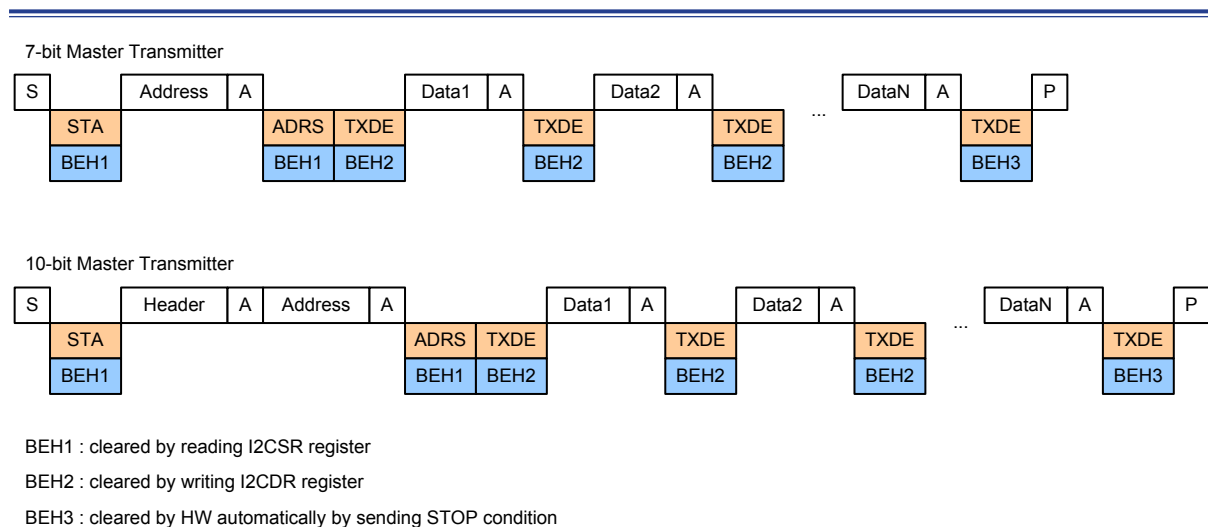 7-bit Master Transmitter
S Address A Data1 A Data2 A ... DataN A P
STA ADRS TXDE TXDE TXDE TXDE
BEH1 BEH1 BEH2 BEH2 BEH2 BEH3
10-bit Master Transmitter
S Header A Address A Data1 A Data2 A ... DataN A P
STA ADRS TXDE TXDE TXDE TXDE
BEH1 BEH1 BEH2 BEH2 BEH2 BEH3
BEH1 : cleared by reading I2CSR register
BEH2 : cleared by writing I2CDR register
BEH3 : cleared by HW automatically by sending STOP condition